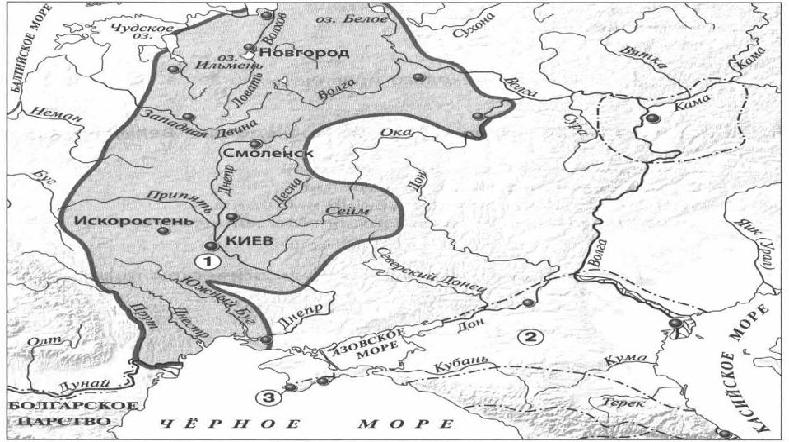 БАЛТИЙСКОЕ МОРЕ
Чудское
оз.
Волхов
оз. Белое
Сухона
Вятка
Кама
Новгород
оз.
Ильмень
Ловать
Волга
Волга
Кама
Сура
Неман
Западная Двина
Ока
Смоленск
Днепр
Десна
Дон
Буг
Припять
Сейм
Искоростень
КИЕВ
1
Волга
Яик (Урал)
Северский Донец
Южный Буг
Днепр
Прут
Днестр
АЗОВСКОЕ
МОРЕ
Дон
2
Олт
Кубань
Кума
КАСПИЙСКОЕ МОРЕ
Дунай
3
Терек
БОЛГАРСКОЕ
ЦАРСТВО
ЧЁРНОЕ МОРЕ